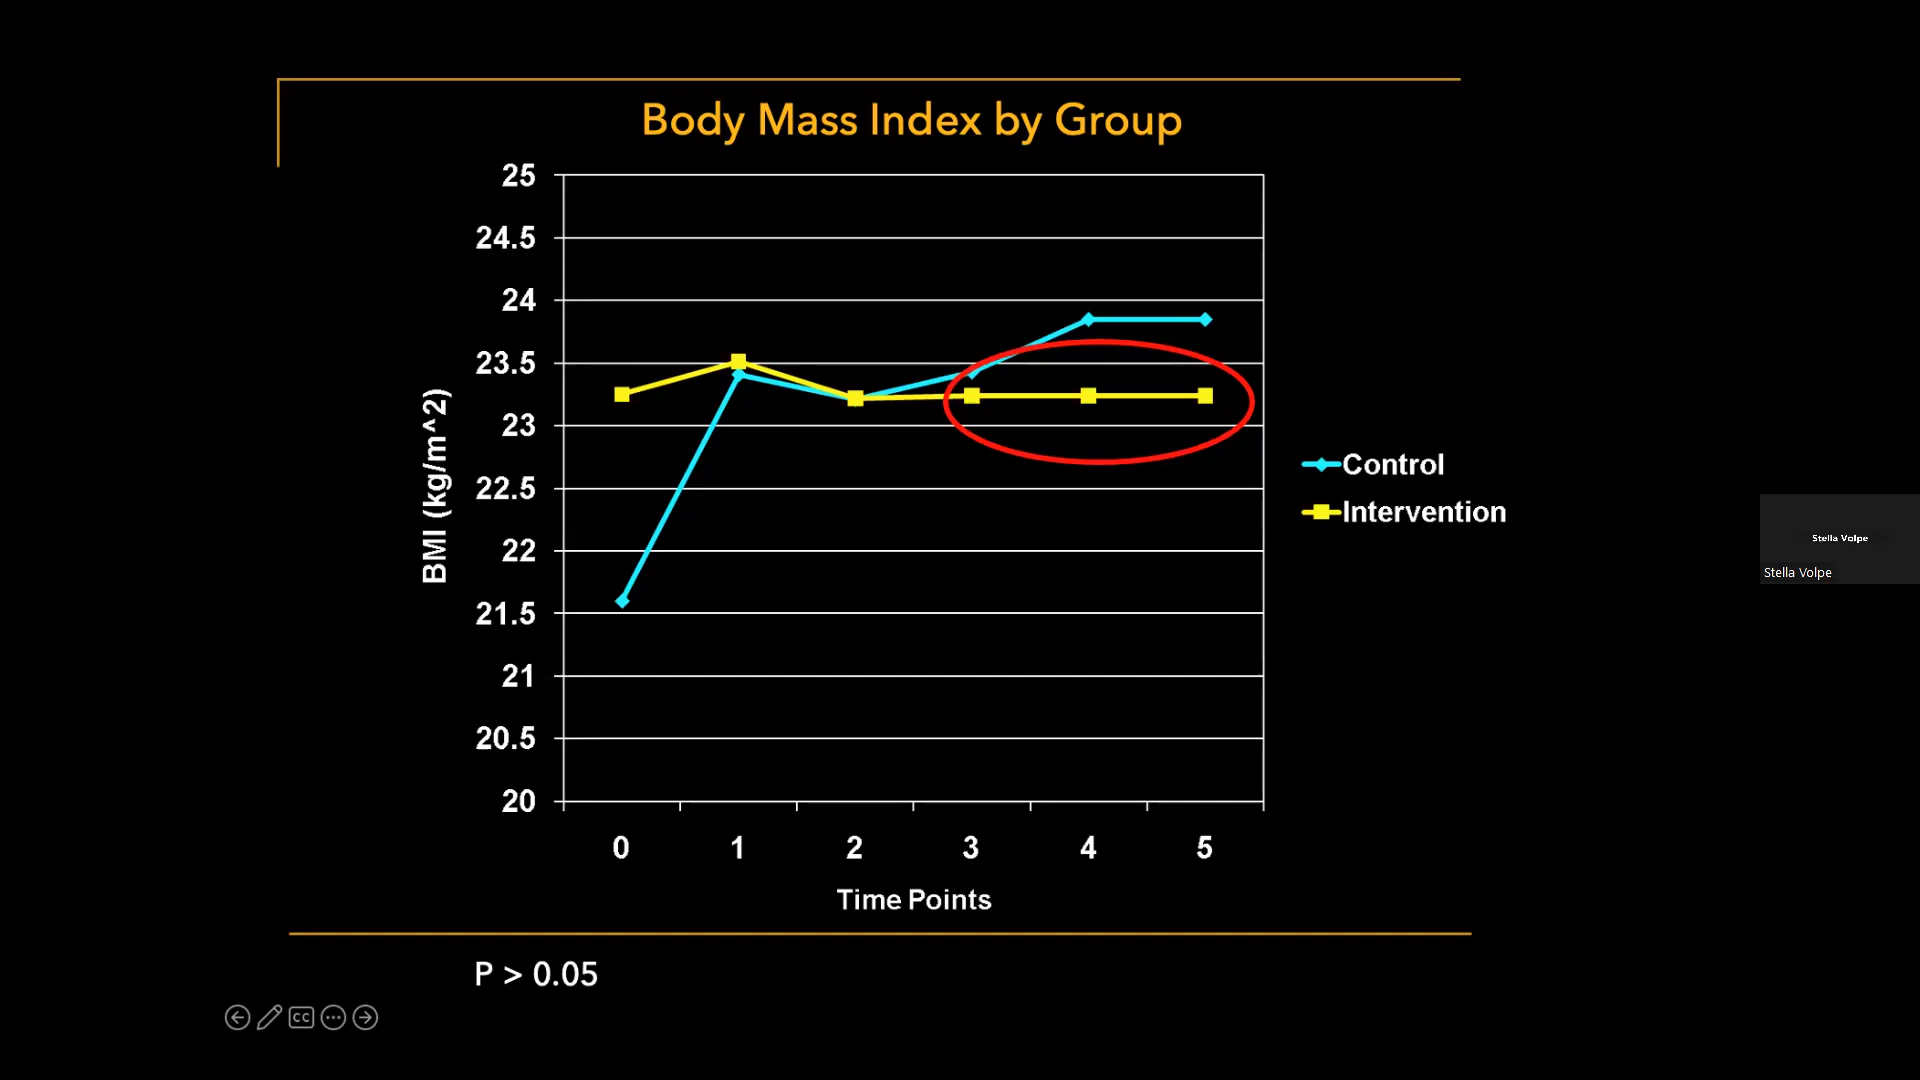 Body Mass Index by Group
25
24.5
24
23.5
23
22.5
22
21.5
21
20.5
20
BMI (kg/m^2)
0 1 2 3 4 5
Time Points
Control
Intervention
Stella Volpe
Stella Volpe
P > 0.05
CC